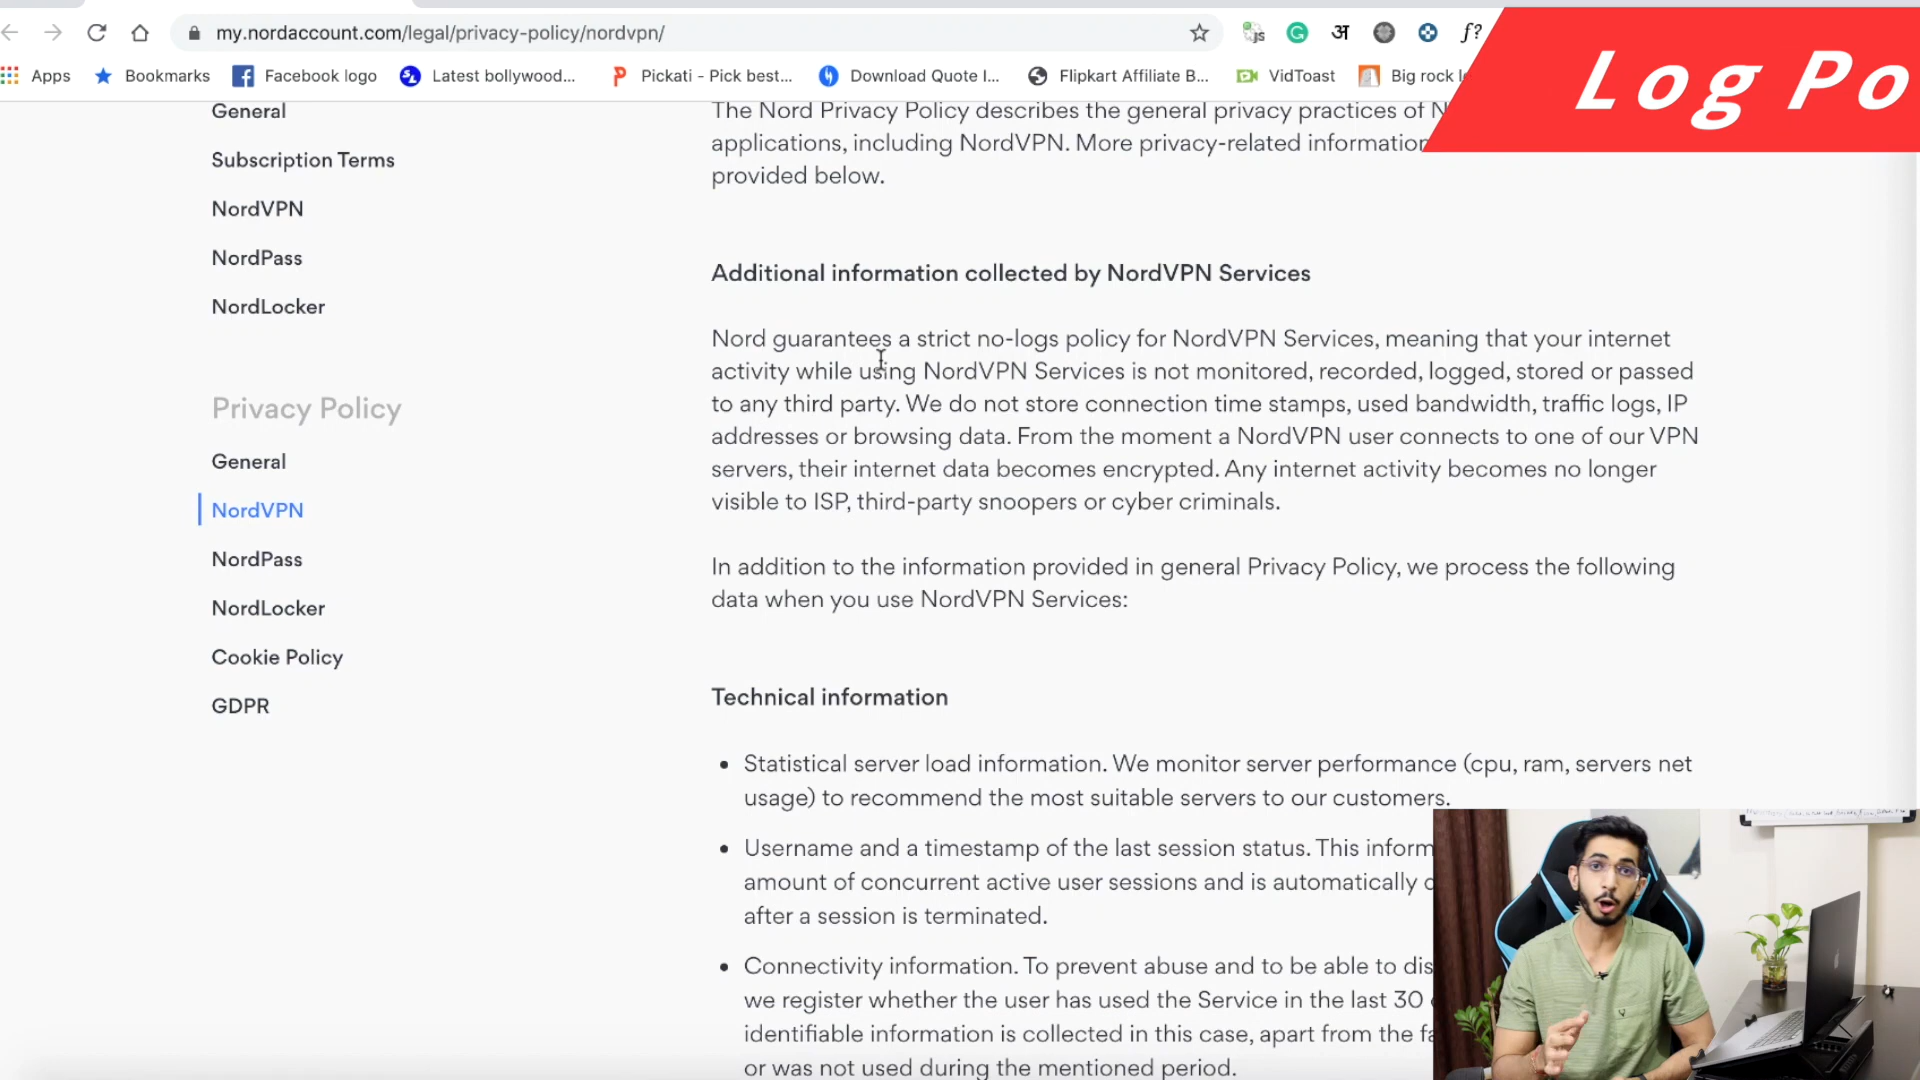 my.nordaccount.com/legal/privacy-policy/nordvpn/
अ
f?
Apps
Bookmarks
Facebook logo
Latest bollywood...
Pickati - Pick best...
Download Quote I...
Flipkart Affiliate B...
VidToast
Big rock l
Log Po
General
Subscription Terms
NordVPN
NordPass
NordLocker
Privacy Policy
General
NordVPN
NordPass
NordLocker
Cookie Policy
GDPR
The Nord Privacy Policy describes the general privacy practices of N
applications, including NordVPN. More privacy-related information
provided below.
Additional information collected by NordVPN Services
Nord guarantees a strict no-logs policy for NordVPN Services, meaning that your internet
activity while using NordVPN Services is not monitored, recorded, logged, stored or passed
to any third party. We do not store connection time stamps, used bandwidth, traffic logs, IP
addresses or browsing data. From the moment a NordVPN user connects to one of our VPN
servers, their internet data becomes encrypted. Any internet activity becomes no longer
visible to ISP, third-party snoopers or cyber criminals.
In addition to the information provided in general Privacy Policy, we process the following
data when you use NordVPN Services:
Technical information
• Statistical server load information. We monitor server performance (cpu, ram, servers net
usage) to recommend the most suitable servers to our customers.
• Username and a timestamp of the last session status. This inform
amount of concurrent active user sessions and is automatically
after a session is terminated.
• Connectivity information. To prevent abuse and to be able to dis
we register whether the user has used the Service in the last 30
identifiable information is collected in this case, apart from the fa
or was not used during the mentioned period.